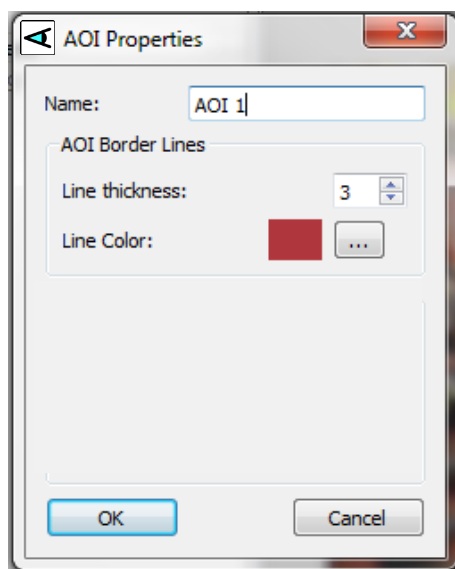 AOI Properties
Name: AOI 1
AOI Border Lines
Line thickness: 3
Line Color: ...
OK Cancel